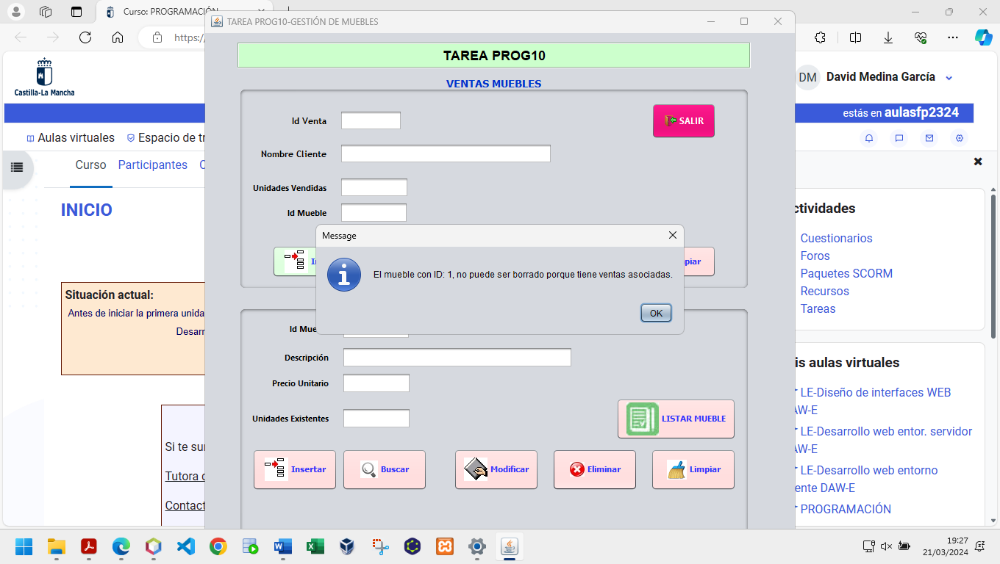 Curso: PROGRAMACIÓN
TAREA PROG10-GESTIÓN DE MUEBLES
https:/
TAREA PROG10
VENTAS MUEBLES
Castilla-La Mancha
DM David Medina García
estás en aulasfp2324
Id Venta
SALIR
Aulas virtuales
Espacio de tr
Nombre Cliente
Curso Participantes C
Unidades Vendidas
INICIO
Id Mueble
ctividades
Cuestionarios
Foros
Paquetes SCORM
Recursos
Tareas
Message
El mueble con ID: 1, no puede ser borrado porque tiene ventas asociadas.
OK
In
piar
Situación actual:
Antes de iniciar la primera unida
Desarr
Id Mue
Descripción
Precio Unitario
Unidades Existentes
LISTAR MUEBLE
Insertar Buscar Modificar Eliminar Limpiar
is aulas virtuales
LE-Diseño de interfaces WEB
AW-E
LE-Desarrollo web entor. servidor
AW-E
LE-Desarrollo web entorno
ente DAW-E
PROGRAMACIÓN
Si te sur
Tutora d
Contact
19:27
21/03/2024